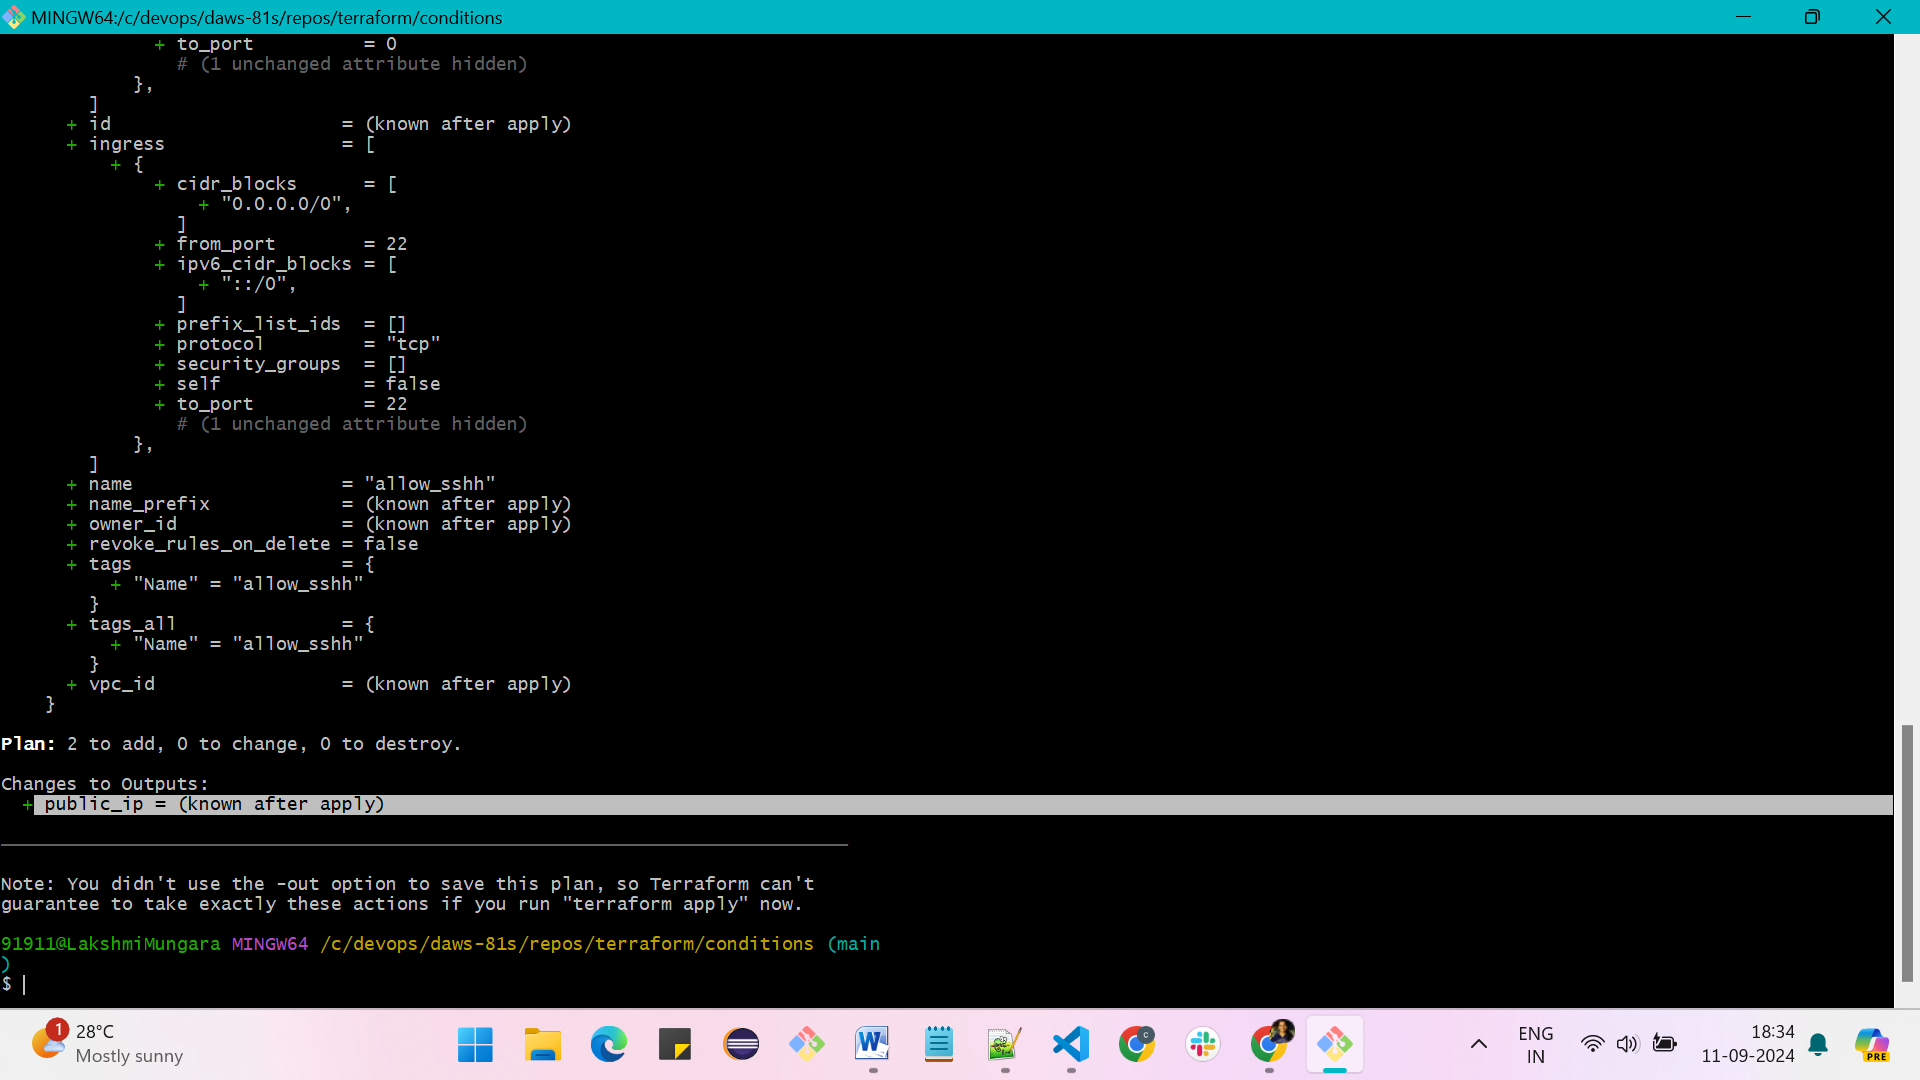 MINGW64:/c/devops/daws-81s/repos/terraform/conditions
+ to_port          = 0
# (1 unchanged attribute hidden)
},
]
+ id                     = (known after apply)
+ ingress                = [
+ {
+ cidr_blocks      = [
+ "0.0.0.0/0",
]
+ from_port        = 22
+ ipv6_cidr_blocks = [
+ "::/0",
]
+ prefix_list_ids  = []
+ protocol         = "tcp"
+ security_groups  = []
+ self             = false
+ to_port          = 22
# (1 unchanged attribute hidden)
},
]
+ name                   = "allow_sshh"
+ name_prefix            = (known after apply)
+ owner_id               = (known after apply)
+ revoke_rules_on_delete = false
+ tags                   = {
+ "Name" = "allow_sshh"
}
+ tags_all               = {
+ "Name" = "allow_sshh"
}
+ vpc_id                 = (known after apply)
}
Plan: 2 to add, 0 to change, 0 to destroy.
Changes to Outputs:
+ public_ip = (known after apply)
Note: You didn't use the -out option to save this plan, so Terraform can't
guarantee to take exactly these actions if you run "terraform apply" now.
91911@LakshmiMungara MINGW64 /c/devops/daws-81s/repos/terraform/conditions (main
)
$
1
28°C
Mostly sunny
W
C
ENG
IN
18:34
11-09-2024
PRE